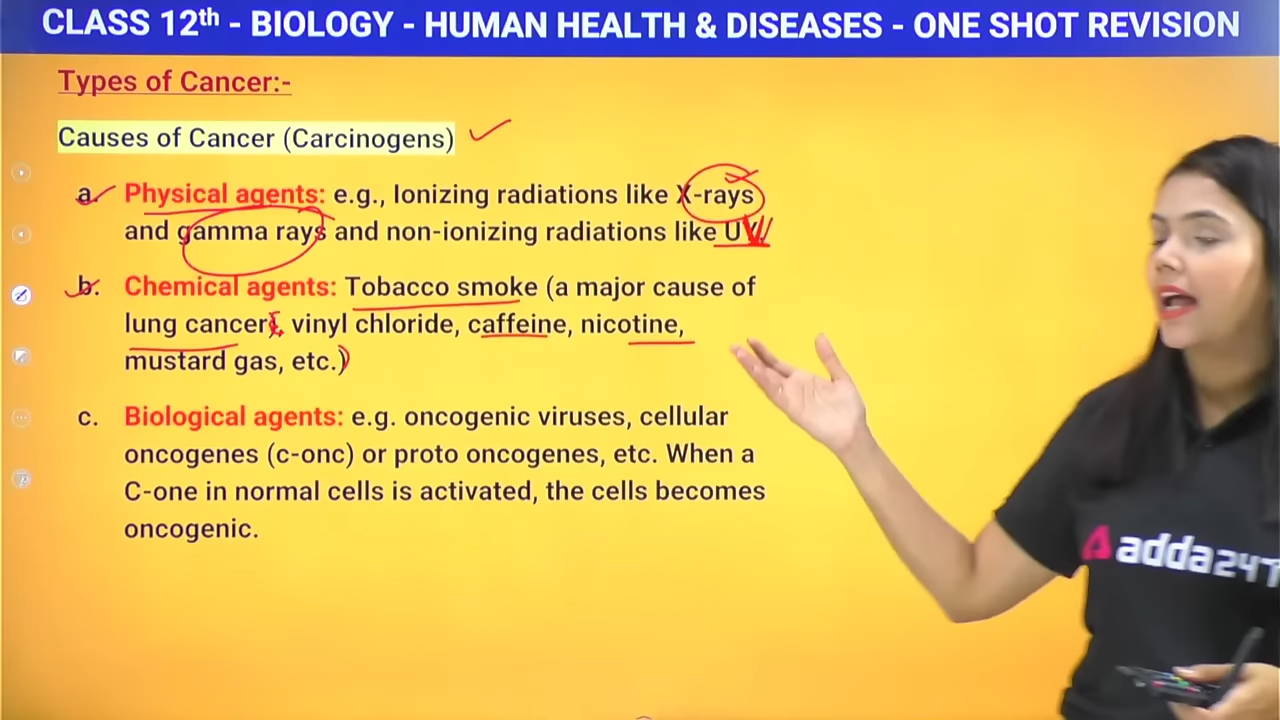 CLASS 12th - BIOLOGY - HUMAN HEALTH & DISEASES - ONE SHOT REVISION
Types of Cancer:-
Causes of Cancer (Carcinogens)
a. Physical agents: e.g., Ionizing radiations like X-rays
and gamma rays and non-ionizing radiations like UV.
b. Chemical agents: Tobacco smoke (a major cause of
lung cancer), vinyl chloride, caffeine, nicotine,
mustard gas, etc.)
c. Biological agents: e.g. oncogenic viruses, cellular
oncogenes (c-onc) or proto oncogenes, etc. When a
C-one in normal cells is activated, the cells becomes
oncogenic.
adda247